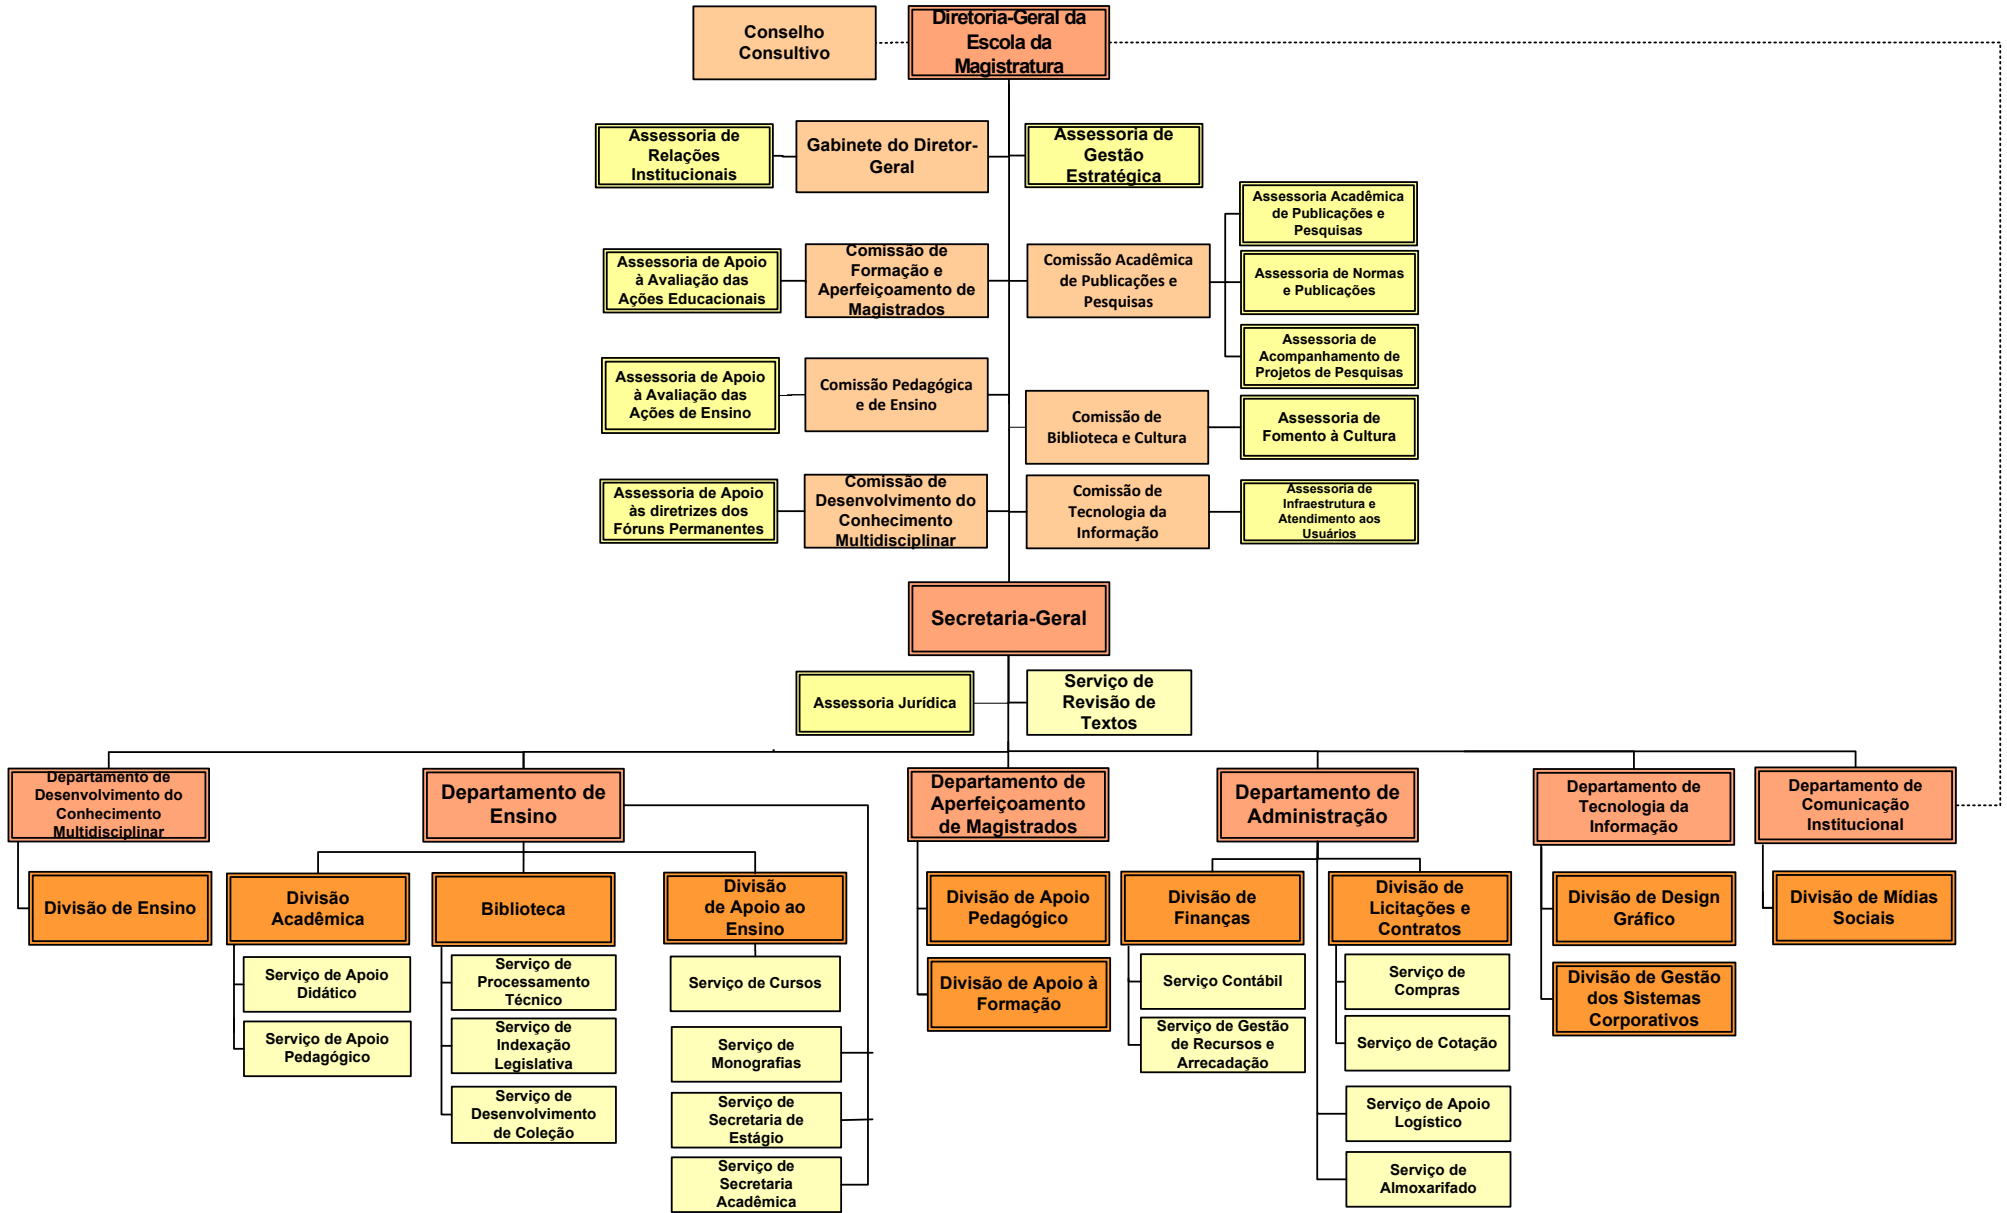 Conselho
Consultivo
Diretoria-Geral da
Escola da
Magistratura
Assessoria de
Relações
Institucionais
Gabinete do Diretor-
Geral
Assessoria de
Gestão
Estratégica
Assessoria Acadêmica
de Publicações e
Pesquisas
Assessoria de Apoio
à Avaliação das
Ações Educacionais
Comissão de
Formação e
Aperfeiçoamento de
Magistrados
Comissão Acadêmica
de Publicações e
Pesquisas
Assessoria de Normas
e Publicações
Assessoria de
Acompanhamento de
Projetos de Pesquisas
Assessoria de Apoio
à Avaliação das
Ações de Ensino
Comissão Pedagógica
e de Ensino
Comissão de
Biblioteca e Cultura
Assessoria de
Fomento à Cultura
Assessoria de Apoio
às diretrizes dos
Fóruns Permanentes
Comissão de
Desenvolvimento do
Conhecimento
Multidisciplinar
Comissão de
Tecnologia da
Informação
Assessoria de
Infraestrutura e
Atendimento aos
Usuários
Secretaria-Geral
Assessoria Jurídica
Serviço de
Revisão de
Textos
Departamento de
Desenvolvimento do
Conhecimento
Multidisciplinar
Departamento de
Ensino
Departamento de
Aperfeiçoamento
de Magistrados
Departamento de
Administração
Departamento de
Tecnologia da
Informação
Departamento de
Comunicação
Institucional
Divisão de Ensino
Divisão
Acadêmica
Biblioteca
Divisão
de Apoio ao
Ensino
Divisão de Apoio
Pedagógico
Divisão de
Finanças
Divisão de
Licitações e
Contratos
Divisão de Design
Gráfico
Divisão de Mídias
Sociais
Serviço de Apoio
Didático
Serviço de
Processamento
Técnico
Serviço de Cursos
Divisão de Apoio à
Formação
Serviço Contábil
Serviço de
Compras
Divisão de Gestão
dos Sistemas
Corporativos
Serviço de Apoio
Pedagógico
Serviço de
Indexação
Legislativa
Serviço de
Monografias
Serviço de Gestão
de Recursos e
Arrecadação
Serviço de Cotação
Serviço de
Desenvolvimento
de Coleção
Serviço de
Secretaria de
Estágio
Serviço de Apoio
Logístico
Serviço de
Secretaria
Acadêmica
Serviço de
Almoxarifado